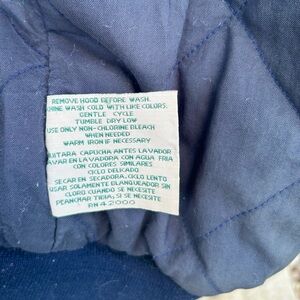 REMOVE HOOD BEFORE WASH.
INE WASH COLD WITH LIKE COLORS.
GENTLE CYCLE
TUMBLE DRY LOW
USE ONLY NON-CHLORINE BLEACH
WHEN NEEDED
WARM IRON IF NECESSARY
UITARA CAPUCHA ANTES LAVADOR
AVAR EN LAVADORA CON AGUA FRIA
CON COLORES SIMILARES
CICLO DELICADO
SECAR EN SECADORA, CICLO LENTO
USAR SOLAMENTE BLANQUEADOR SIN
CLORO CUANDO SE NECESITE
PLANCHAR TIBIA, SI SE NECESITE
RN 42000